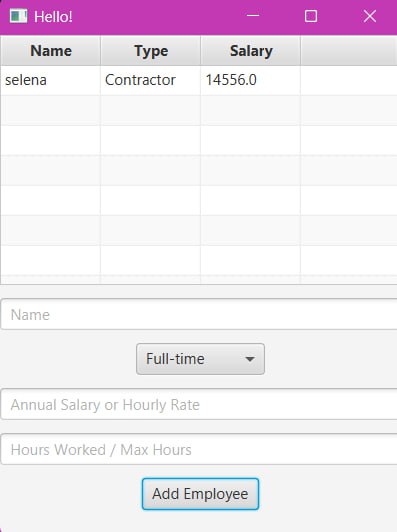 Hello!
Name Type Salary
selena Contractor 14556.0
Name
Full-time
Annual Salary or Hourly Rate
Hours Worked / Max Hours
Add Employee